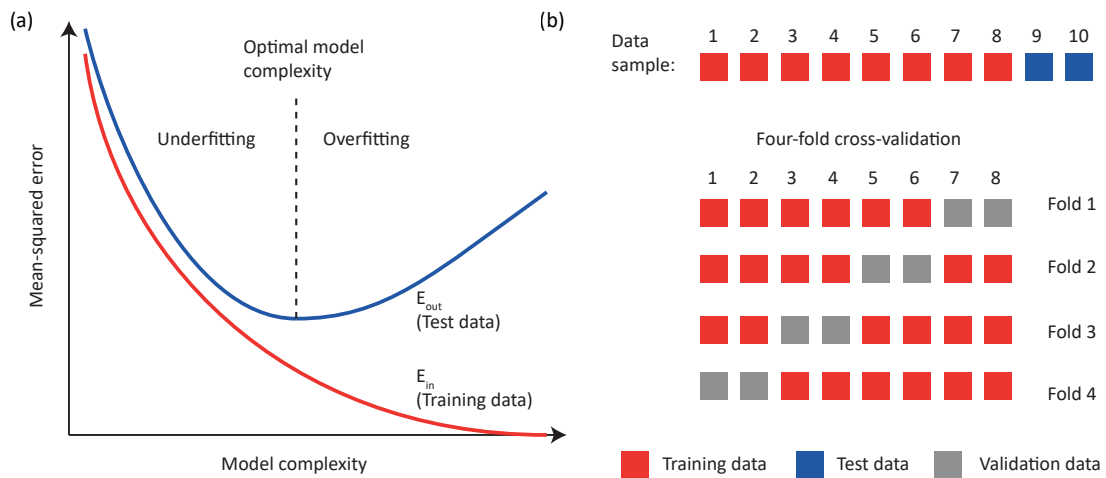 (a)
Mean-squared error
Optimal model
complexity
Underfitting
Overfitting
E_out
(Test data)
E_in
(Training data)
Model complexity
(b)
Data
sample:
1 2 3 4 5 6 7 8 9 10
Four-fold cross-validation
1 2 3 4 5 6 7 8
Fold 1
Fold 2
Fold 3
Fold 4
Training data
Test data
Validation data